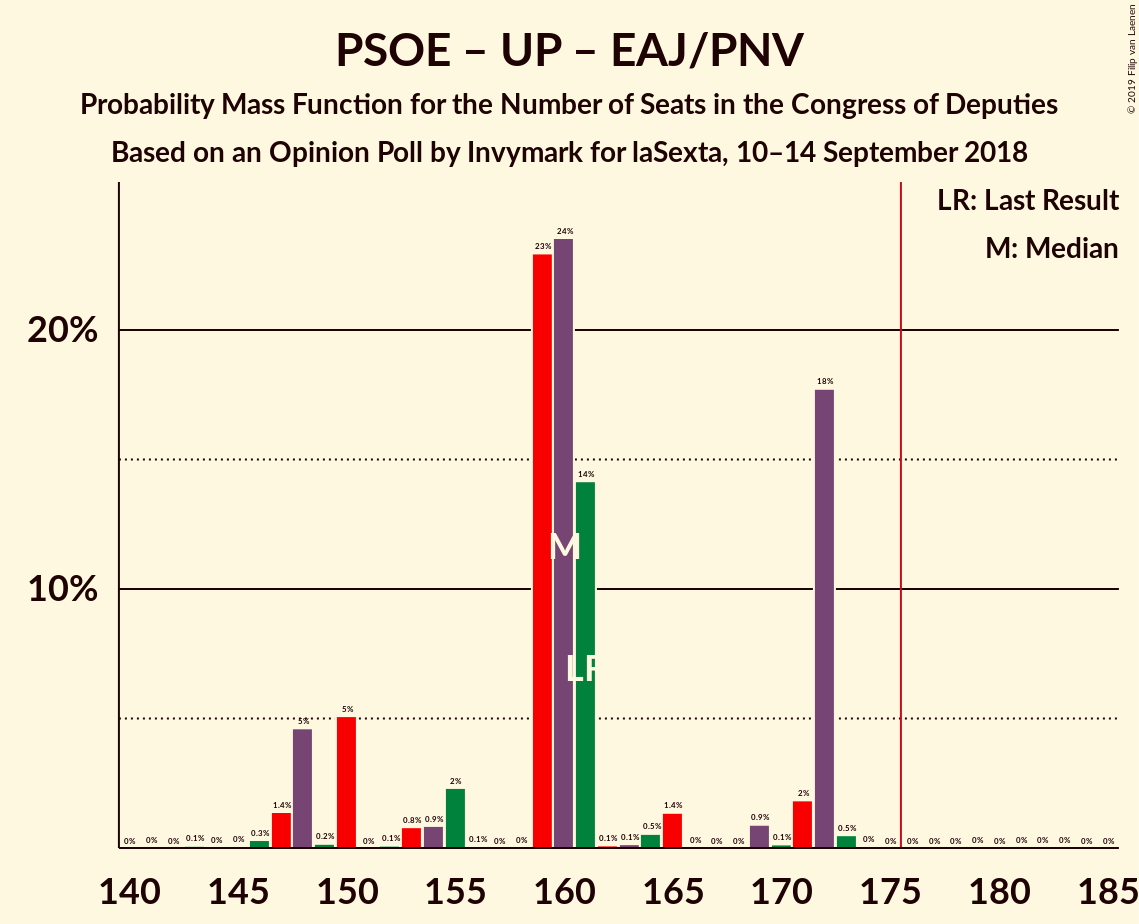 PSOE – UP – EAJ/PNV
Probability Mass Function for the Number of Seats in the Congress of Deputies
Based on an Opinion Poll by Invymark for laSexta, 10–14 September 2018
© 2019 Filip van Laenen
LR: Last Result
M: Median
20%
10%
0% 0% 0% 0.1% 0% 0% 0.3% 1.4% 5% 0.2% 5% 0% 0.1% 0.8% 0.9% 2% 0.1% 0% 0% 23% 24% 14% 0.1% 0.1% 0.5% 1.4% 0% 0% 0% 0.9% 0.1% 2% 18% 0.5% 0% 0% 0% 0% 0% 0% 0% 0% 0% 0% 0% 0%
M
LR
140 145 150 155 160 165 170 175 180 185